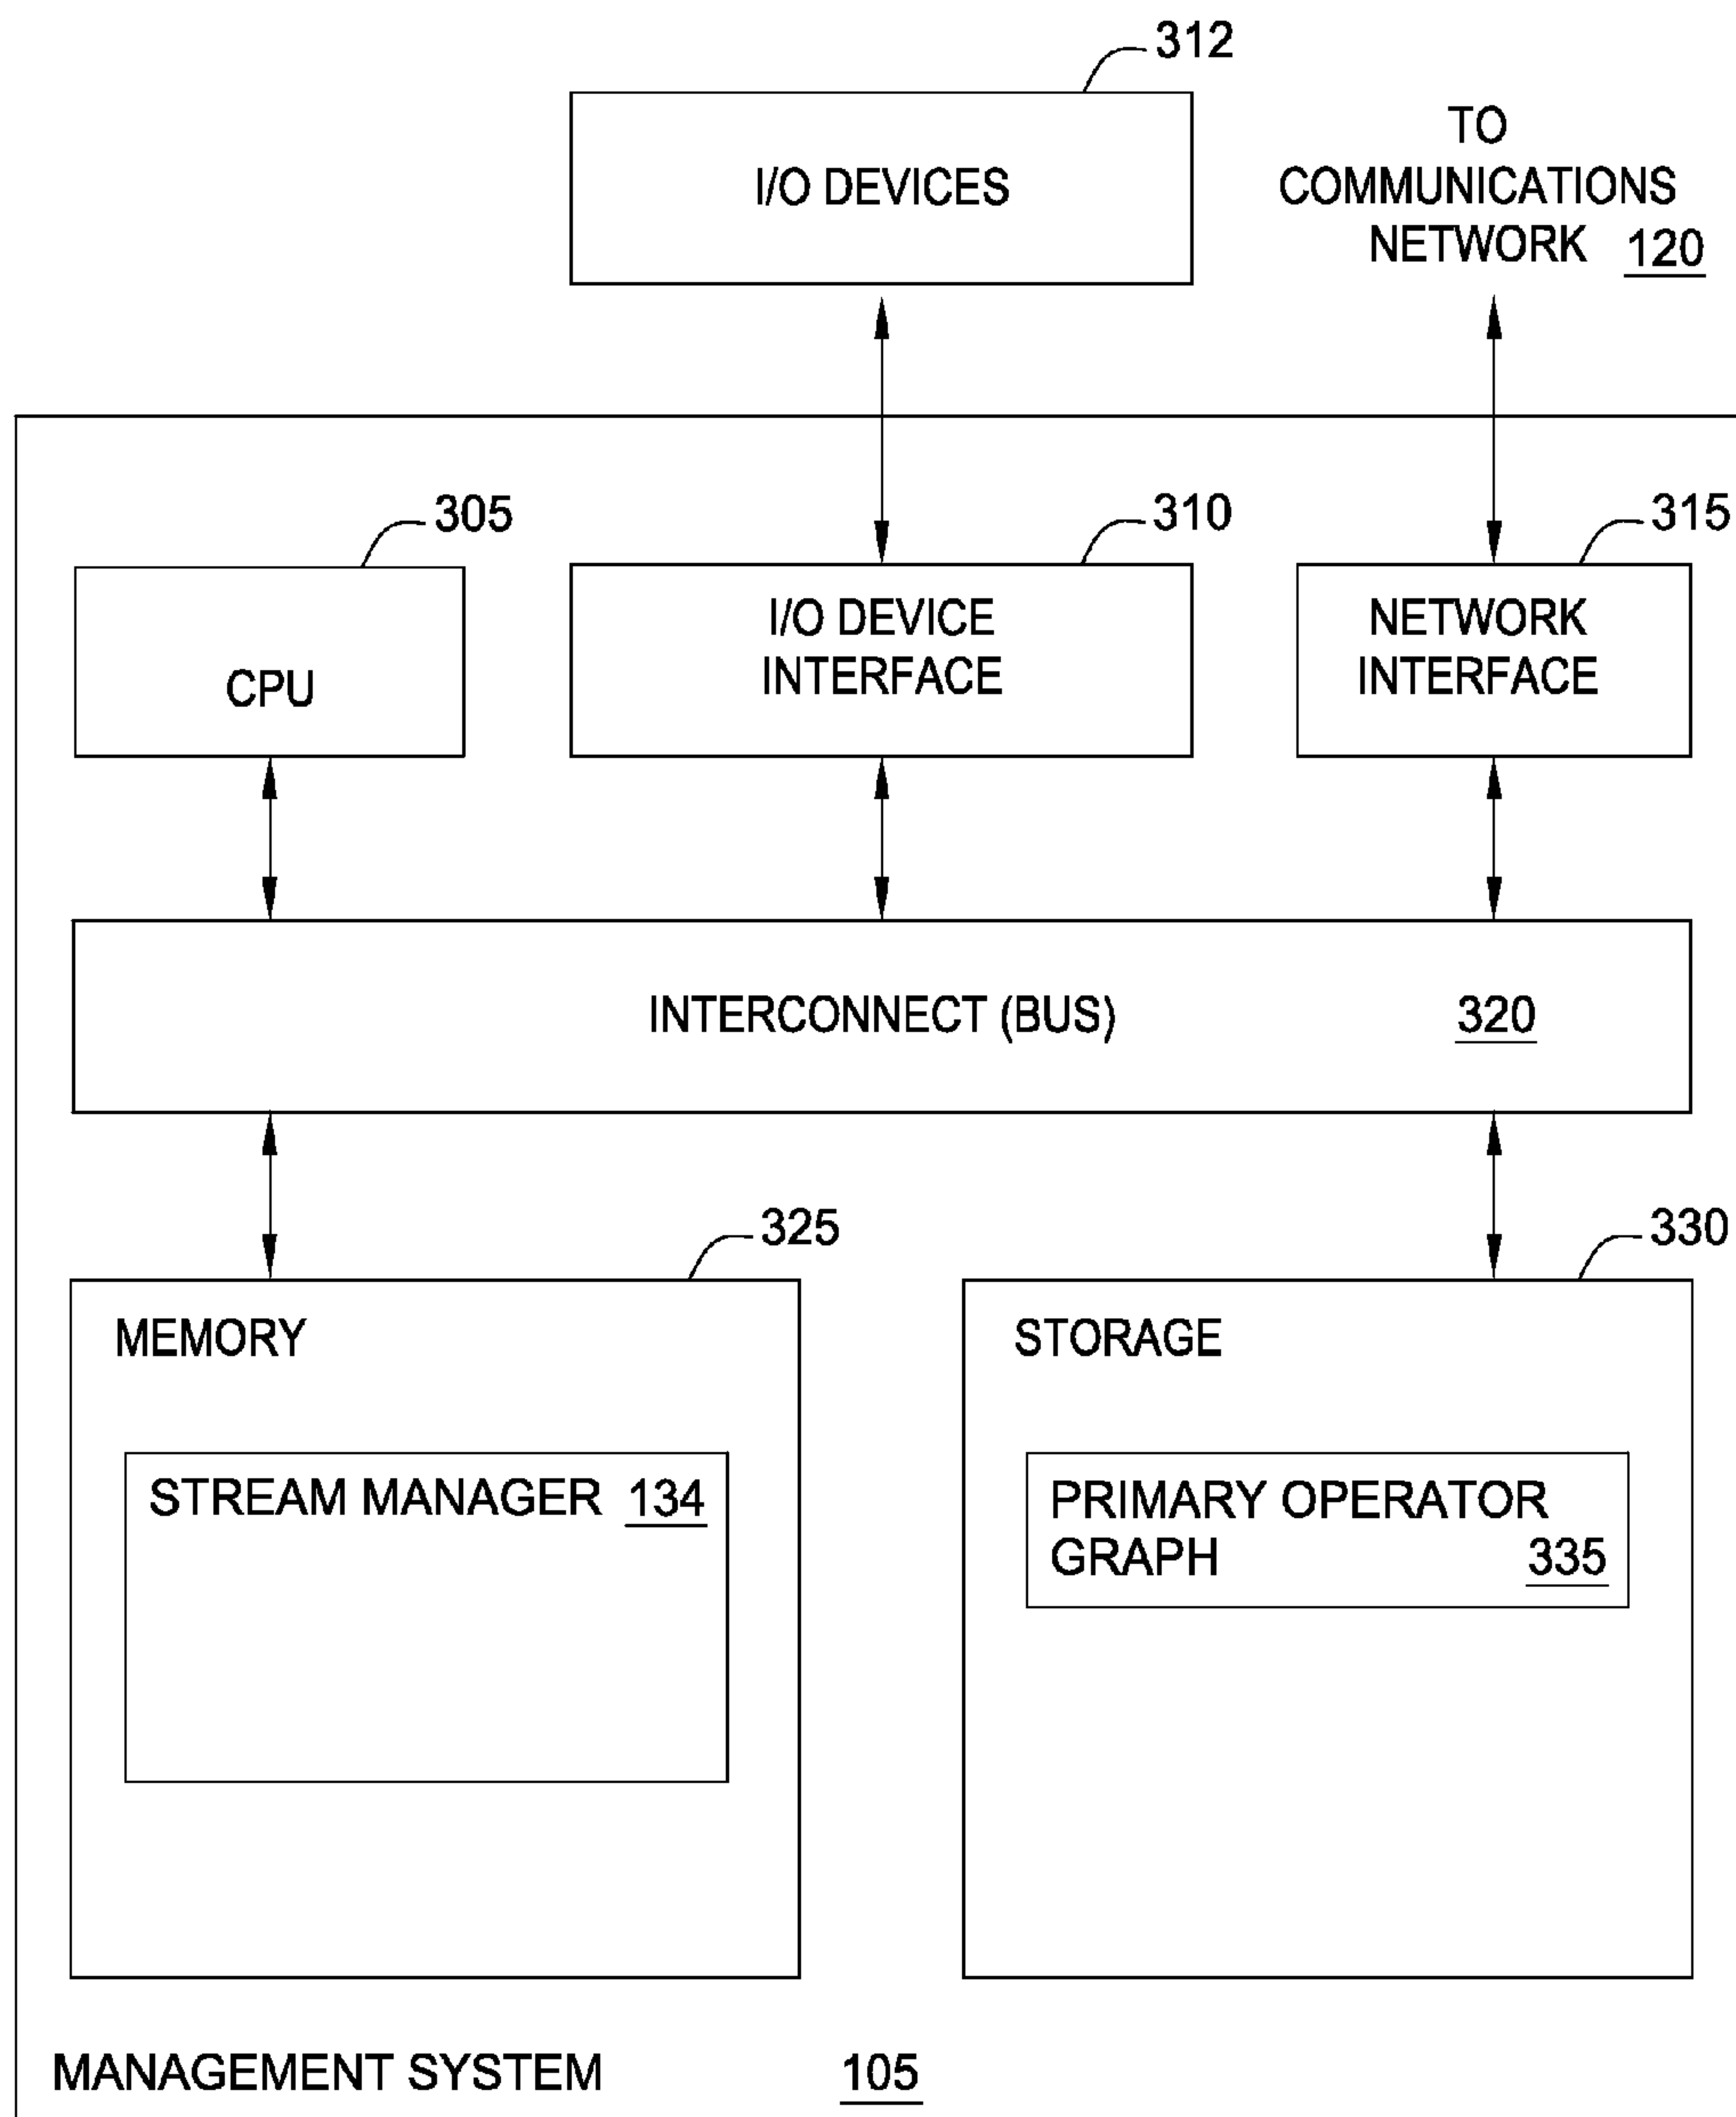 312
I/O DEVICES
TO
COMMUNICATIONS
NETWORK 120
305
310
315
CPU
I/O DEVICE
INTERFACE
NETWORK
INTERFACE
INTERCONNECT (BUS) 320
325
330
MEMORY
STORAGE
STREAM MANAGER 134
PRIMARY OPERATOR
GRAPH 335
MANAGEMENT SYSTEM 105